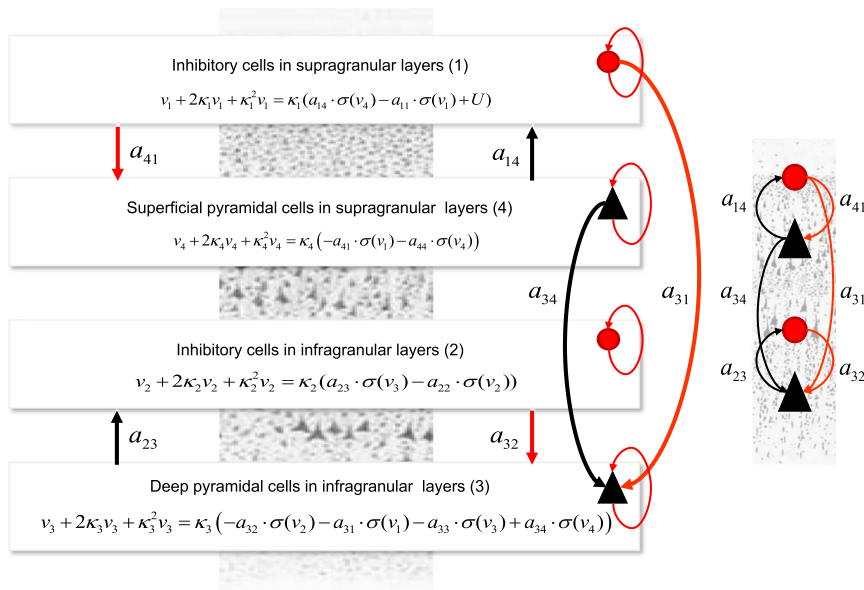 Inhibitory cells in supragranular layers (1)
v₁ + 2κ₁v₁ + κ₁²v₁ = κ₁(a₁₄ · σ(v₄) − a₁₁ · σ(v₁) + U)
a₄₁
a₁₄
Superficial pyramidal cells in supragranular layers (4)
v₄ + 2κ₄v₄ + κ₄²v₄ = κ₄(−a₄₁ · σ(v₁) − a₄₄ · σ(v₄))
a₃₄
a₃₁
Inhibitory cells in infragranular layers (2)
v₂ + 2κ₂v₂ + κ₂²v₂ = κ₂(a₂₃ · σ(v₃) − a₂₂ · σ(v₂))
a₂₃
a₃₂
Deep pyramidal cells in infragranular layers (3)
v₃ + 2κ₃v₃ + κ₃²v₃ = κ₃(−a₃₂ · σ(v₂) − a₃₁ · σ(v₁) − a₃₃ · σ(v₃) + a₃₄ · σ(v₄))
a₁₄
a₄₁
a₃₄
a₃₁
a₂₃
a₃₂